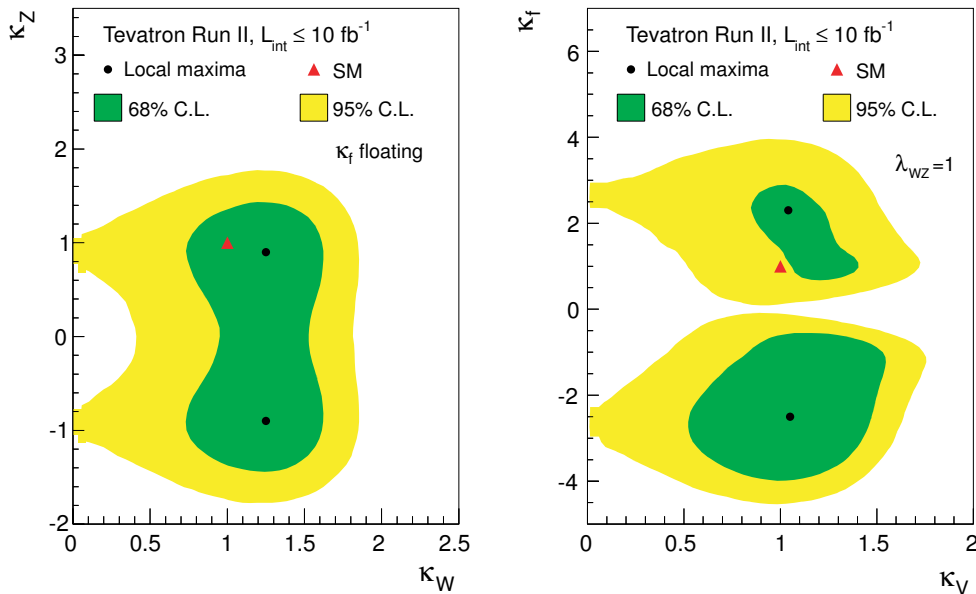 κ_Z
Tevatron Run II, L_int ≤ 10 fb⁻¹
Local maxima
SM
68% C.L.
95% C.L.
κ_f floating
3
2
1
0
-1
-2
0
0.5
1
1.5
2
2.5
κ_W
κ_f
Tevatron Run II, L_int ≤ 10 fb⁻¹
Local maxima
SM
68% C.L.
95% C.L.
λ_WZ=1
6
4
2
0
-2
-4
0
0.5
1
1.5
2
κ_V